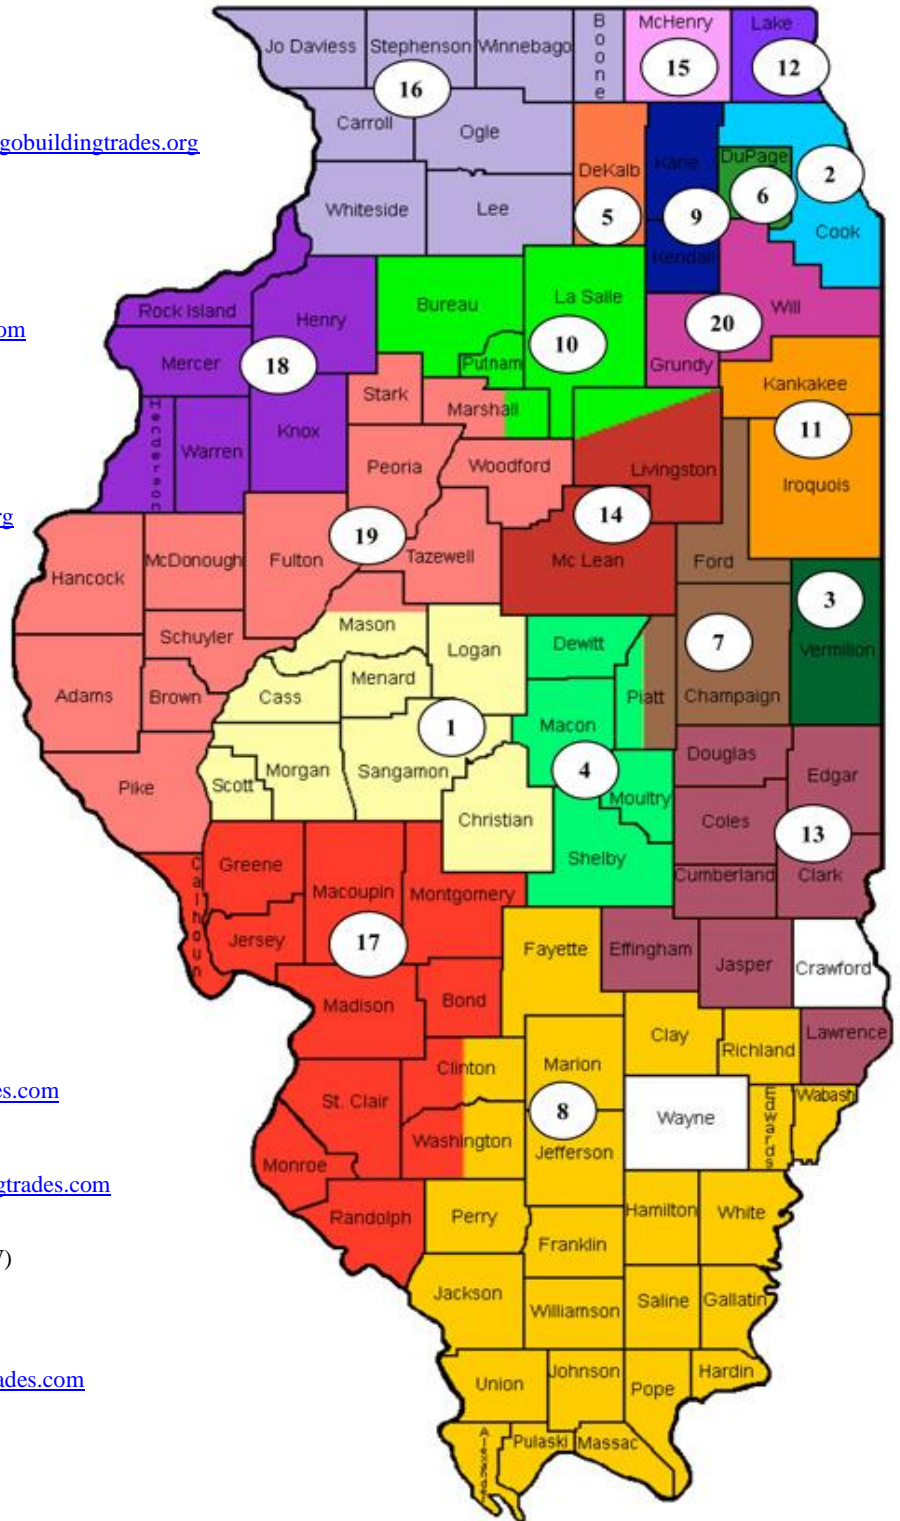 Jo Daviess Stephenson Winnebago Boone McHenry Lake
16 15 12
Carroll Ogle
gobuildingtrades.org
DeKalb Kane DuPage 2
Whiteside Lee 5 9 6
Cook
Kendall
Rock Island Henry Bureau La Salle Will
om
20
10
Mercer 18 Putnam Grundy
Stark Marshall Kankakee
Henderson Warren Knox 11
Peoria Woodford Livingston
Iroquois
rg
14
19
Hancock McDonough Fulton Tazewell Mc Lean Ford
3
Mason
Schuyler Logan Dewitt 7 Vermilion
Adams Brown Cass Menard Piatt Champaign
1 Macon
Douglas
Pike Scott Morgan Sangamon 4 Edgar
Moultry
Christian Coles 13
Shelby
Calhoun Greene Macoupin Montgomery Cumberland Clark
Jersey 17 Fayette Effingham Jasper Crawford
Madison Bond
Clay Richland Lawrence
Clinton Marion
es.com
St. Clair 8 Wayne Edwards Wabash
Washington Jefferson
Monroe
gtrades.com
Randolph Perry Hamilton White
Franklin
7)
Jackson Williamson Saline Gallatin
ades.com
Union Johnson Pope Hardin
Alexander Pulaski Massac